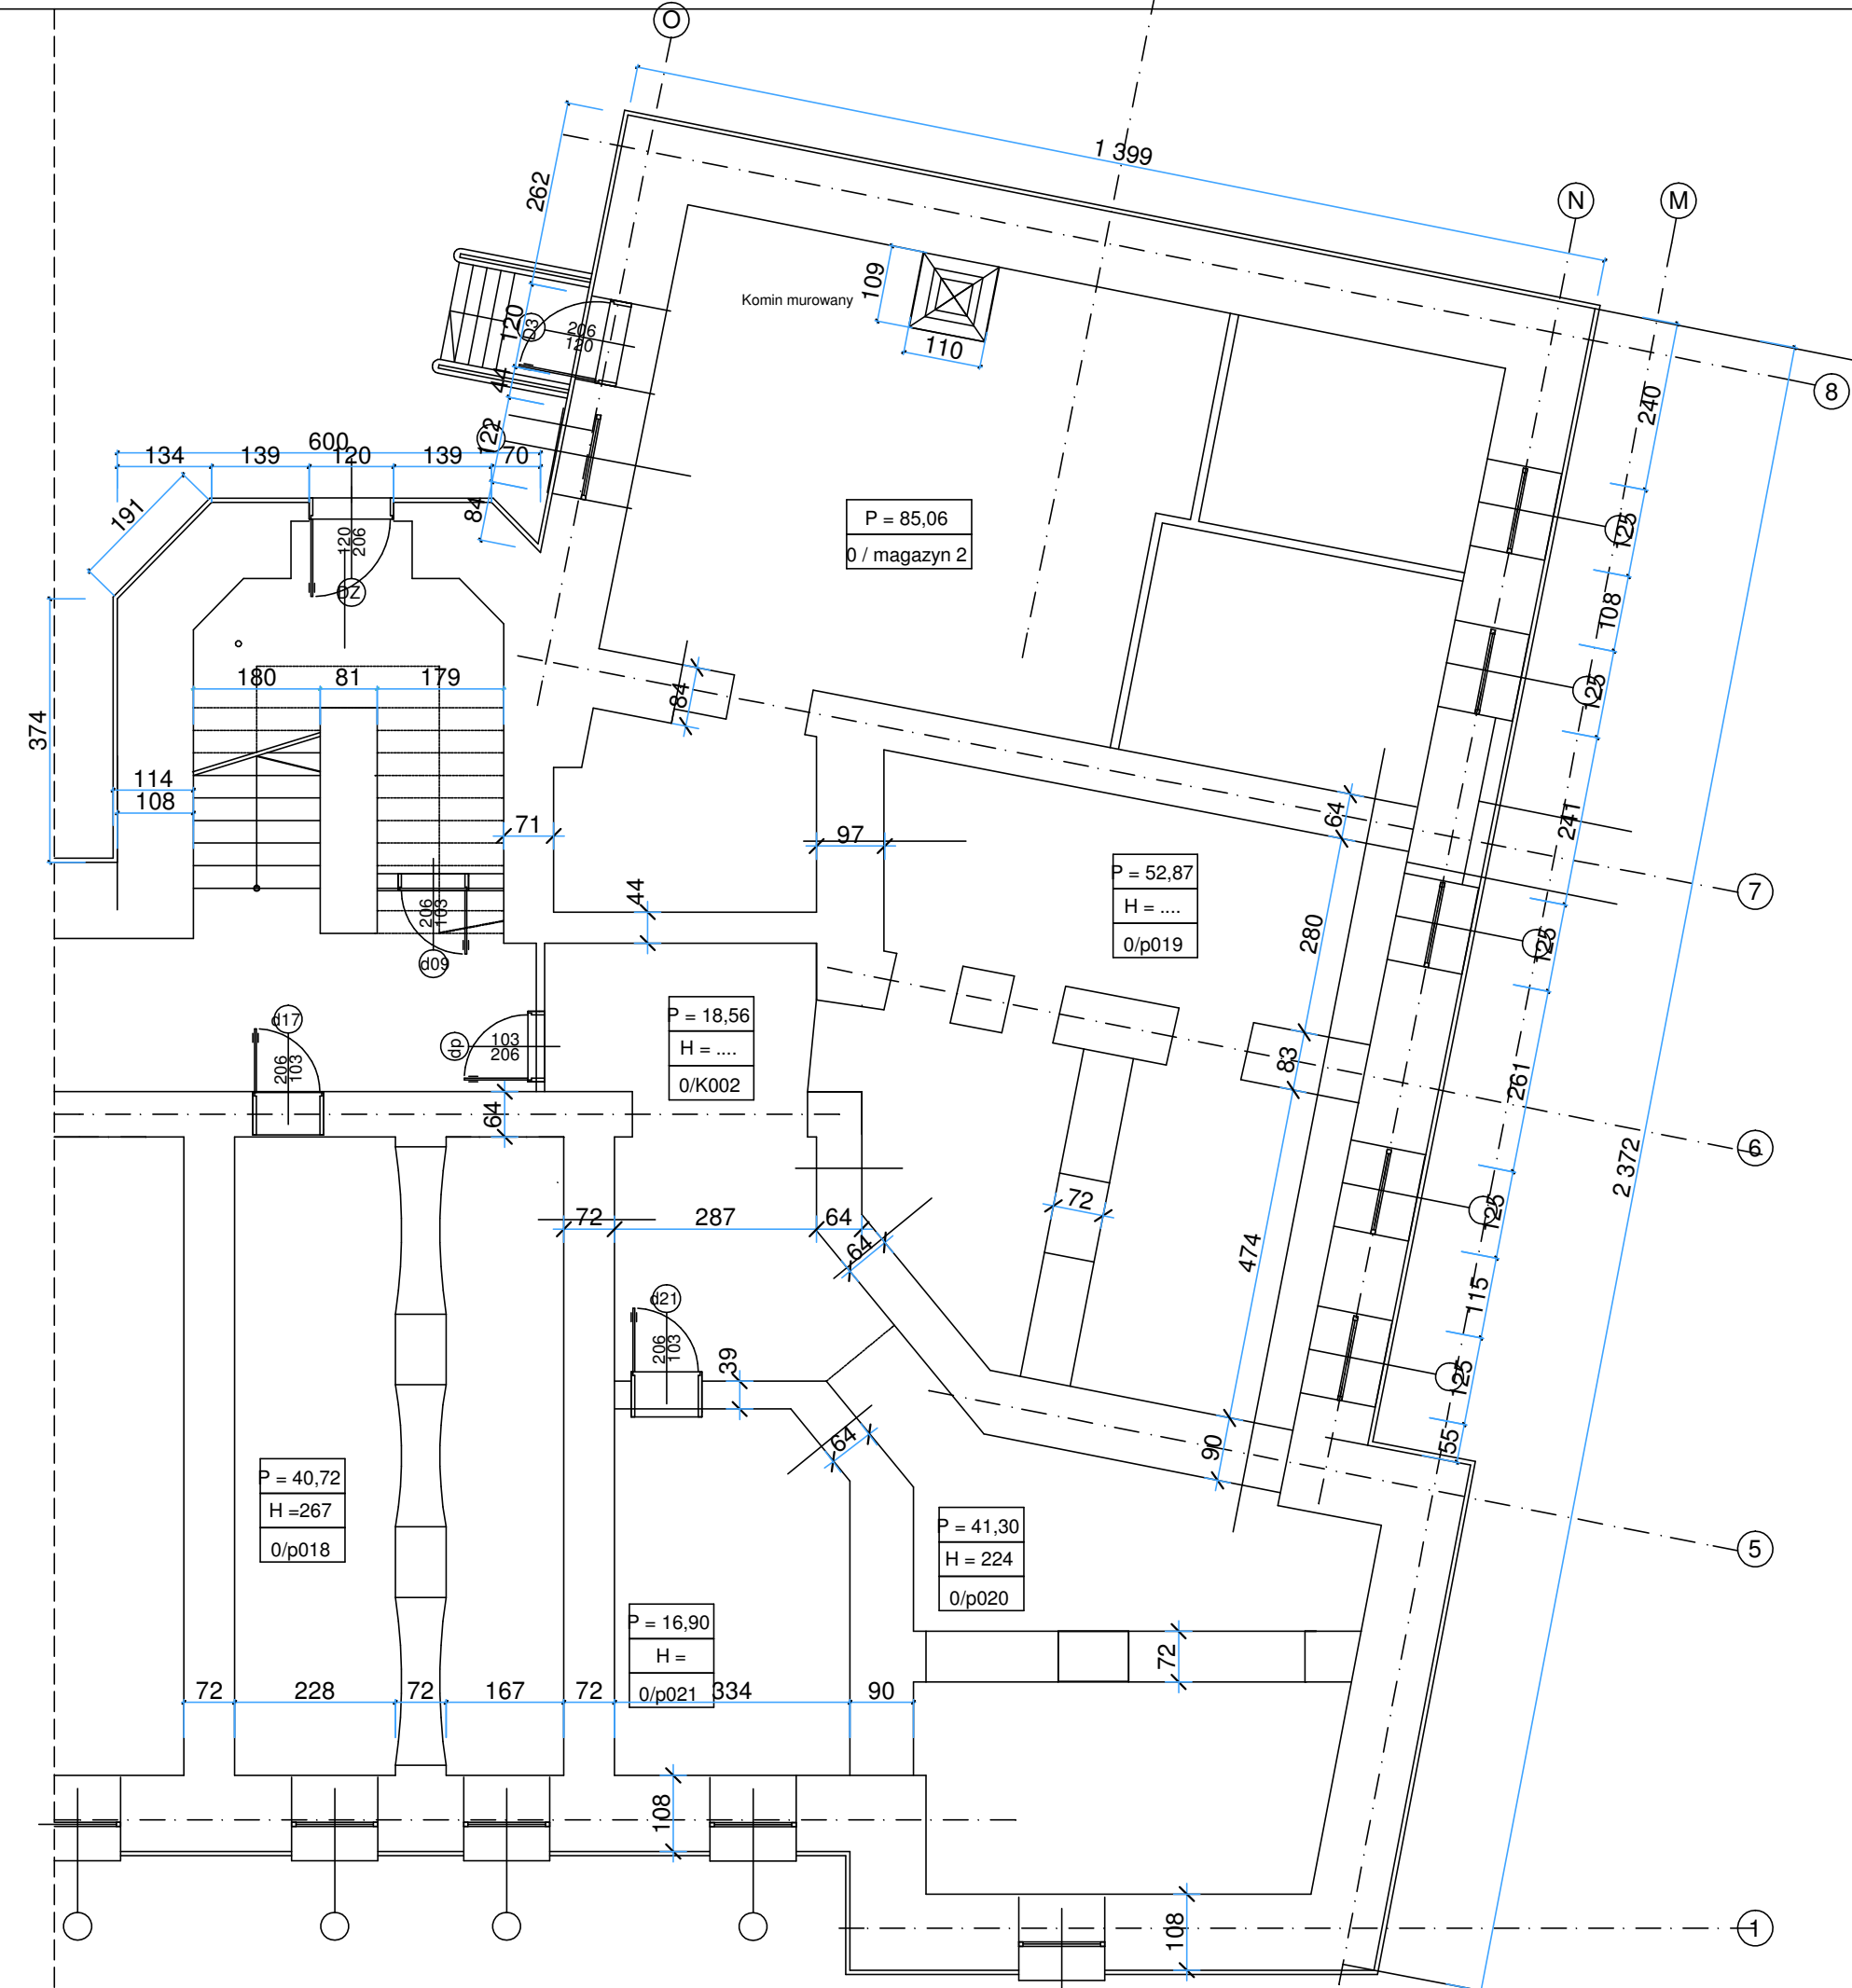 O
1 399
262
N
M
109
Komin murowany
110
D3
120
206
120
44
122
240
8
600
134
139
120
139
70
191
84
120
206
DZ
P = 85,06
0 / magazyn 2
125
108
125
180
81
179
84
374
114
108
71
97
64
241
7
44
206
103
d09
P = 52,87
H = ....
0/p019
280
125
d17
206
103
dp
103
206
P = 18,56
H = ....
0/K002
64
83
261
6
2 372
72
287
64
64
72
125
474
115
d21
206
103
39
125
64
90
55
P = 40,72
H =267
0/p018
P = 41,30
H = 224
0/p020
5
P = 16,90
H =
0/p021
72
72
228
72
167
72
334
90
108
108
1